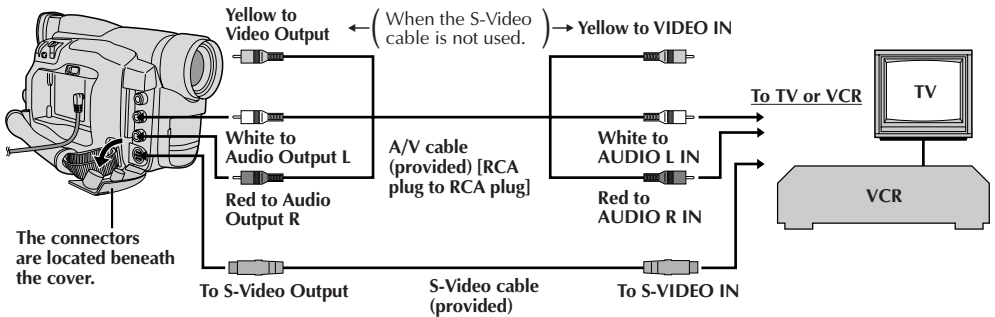 Yellow to
Video Output
When the S-Video
cable is not used.
Yellow to VIDEO IN
White to
Audio Output L
A/V cable
(provided) [RCA
plug to RCA plug]
White to
AUDIO L IN
To TV or VCR
TV
Red to Audio
Output R
Red to
AUDIO R IN
VCR
The connectors
are located beneath
the cover.
To S-Video Output
S-Video cable
(provided)
To S-VIDEO IN